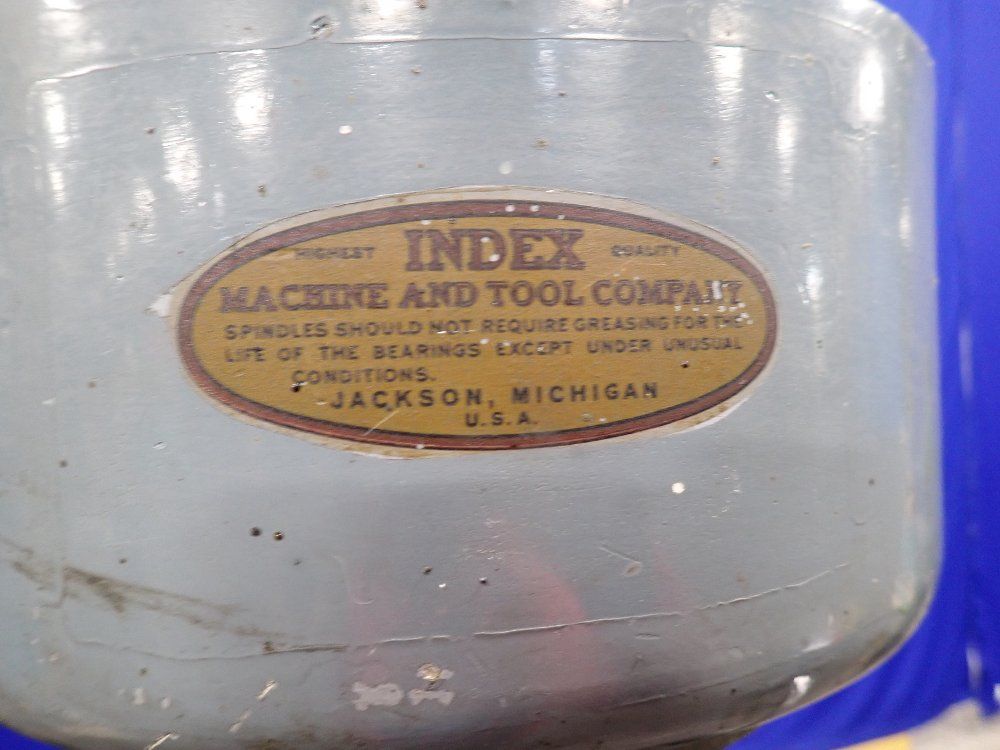 HIGHEST INDEX QUALITY
MACHINE AND TOOL COMPANY
SPINDLES SHOULD NOT REQUIRE GREASING FOR THE
LIFE OF THE BEARINGS EXCEPT UNDER UNUSUAL
CONDITIONS.
JACKSON, MICHIGAN
U.S.A.